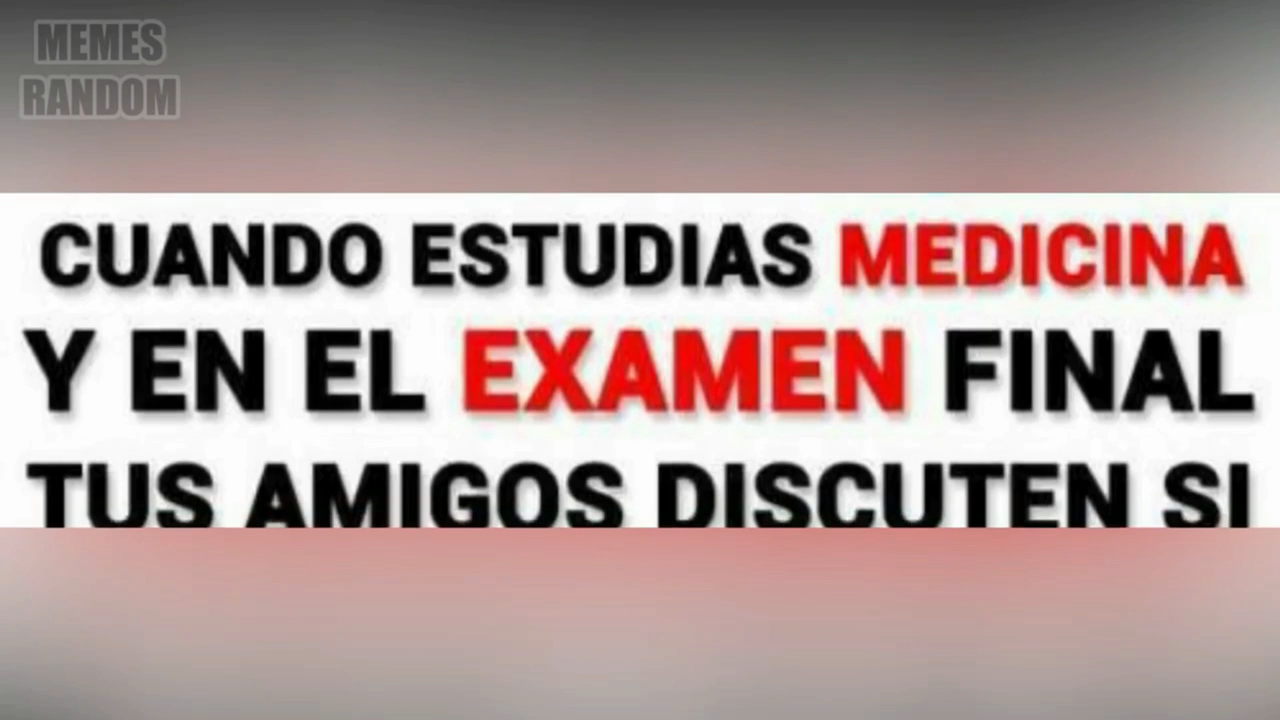 MEMES
RANDOM
CUANDO ESTUDIAS MEDICINA
Y EN EL EXAMEN FINAL
TUS AMIGOS DISCUTEN SI